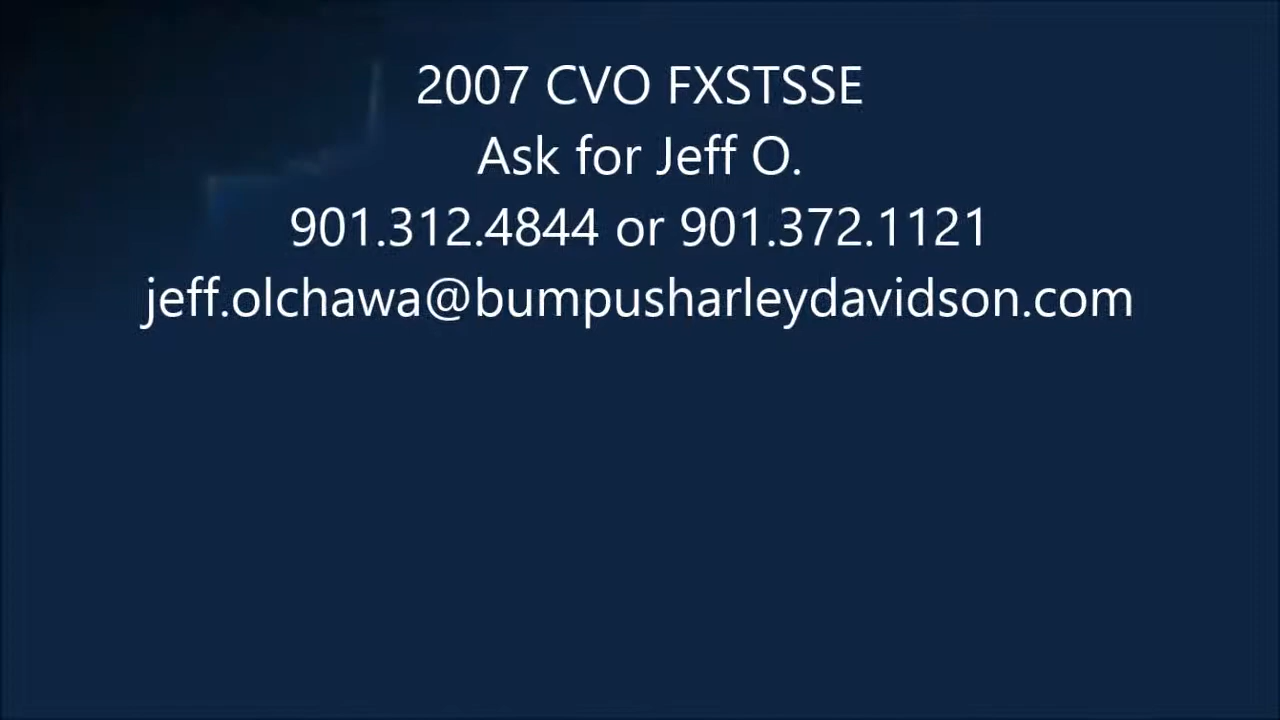 2007 CVO FXSTSSE
Ask for Jeff O.
901.312.4844 or 901.372.1121
jeff.olchawa@bumpusharleydavidson.com